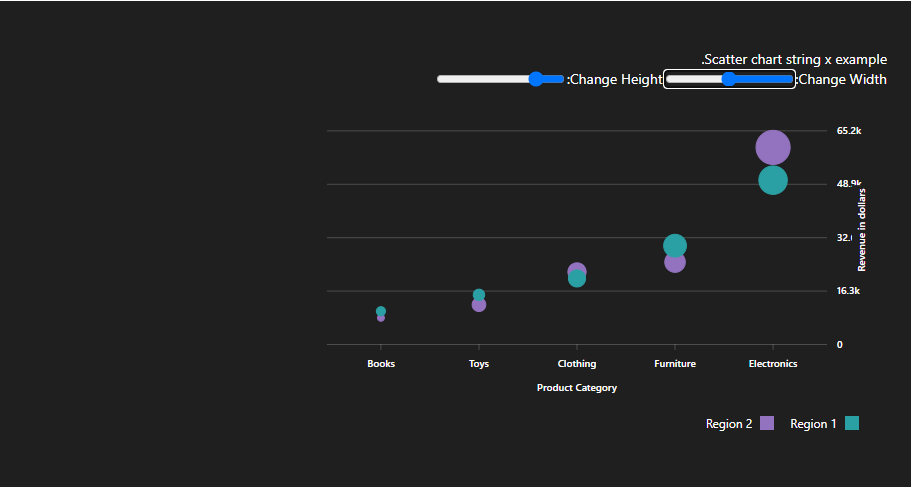 .Scatter chart string x example
:Change Height
:Change Width
65.2k
48.9k
32.
16.3k
0
Revenue in dollars
Books Toys Clothing Furniture Electronics
Product Category
Region 2 Region 1